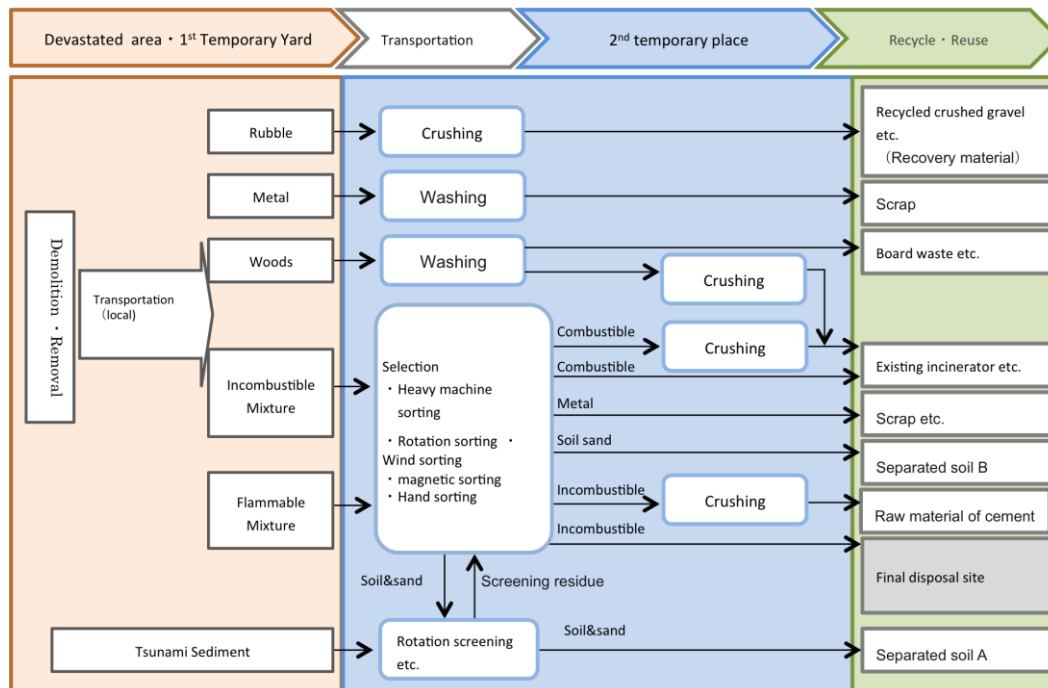 Devastated area・1st Temporary Yard
Transportation
2nd temporary place
Recycle・Reuse
Demolition・Removal
Transportation
(local)
Rubble
Crushing
Recycled crushed gravel
etc.
（Recovery material）
Metal
Washing
Scrap
Woods
Washing
Board waste etc.
Crushing
Incombustible
Mixture
Flammable
Mixture
Selection
・Heavy machine
sorting
・Rotation sorting ・
Wind sorting
・magnetic sorting
・Hand sorting
Combustible
Crushing
Combustible
Existing incinerator etc.
Metal
Scrap etc.
Soil sand
Separated soil B
Incombustible
Crushing
Raw material of cement
Incombustible
Final disposal site
Soil&sand
Screening residue
Tsunami Sediment
Rotation screening
etc.
Soil&sand
Separated soil A